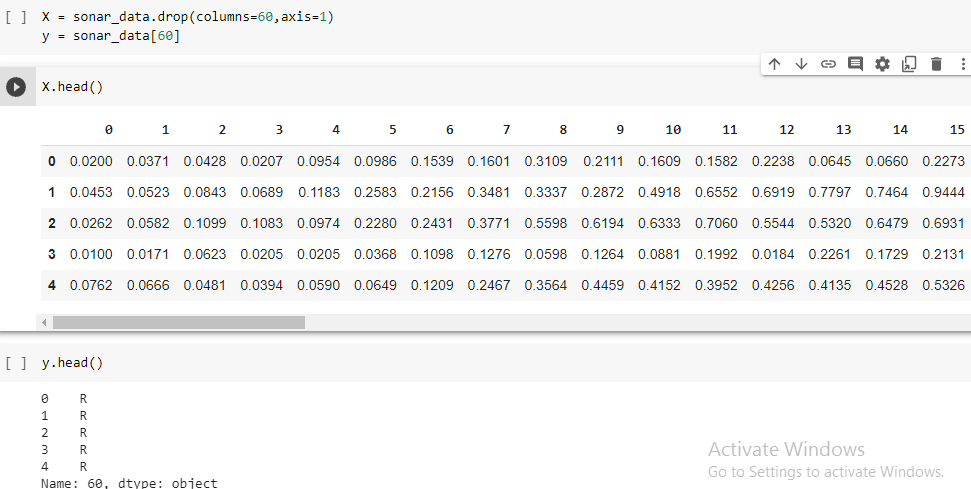 [ ] X = sonar_data.drop(columns=60,axis=1)
y = sonar_data[60]
X.head()
0 1 2 3 4 5 6 7 8 9 10 11 12 13 14 15
0 0.0200 0.0371 0.0428 0.0207 0.0954 0.0986 0.1539 0.1601 0.3109 0.2111 0.1609 0.1582 0.2238 0.0645 0.0660 0.2273
1 0.0453 0.0523 0.0843 0.0689 0.1183 0.2583 0.2156 0.3481 0.3337 0.2872 0.4918 0.6552 0.6919 0.7797 0.7464 0.9444
2 0.0262 0.0582 0.1099 0.1083 0.0974 0.2280 0.2431 0.3771 0.5598 0.6194 0.6333 0.7060 0.5544 0.5320 0.6479 0.6931
3 0.0100 0.0171 0.0623 0.0205 0.0205 0.0368 0.1098 0.1276 0.0598 0.1264 0.0881 0.1992 0.0184 0.2261 0.1729 0.2131
4 0.0762 0.0666 0.0481 0.0394 0.0590 0.0649 0.1209 0.2467 0.3564 0.4459 0.4152 0.3952 0.4256 0.4135 0.4528 0.5326
[ ] y.head()
0 R
1 R
2 R
3 R
4 R
Name: 60, dtype: object
Activate Windows
Go to Settings to activate Windows.